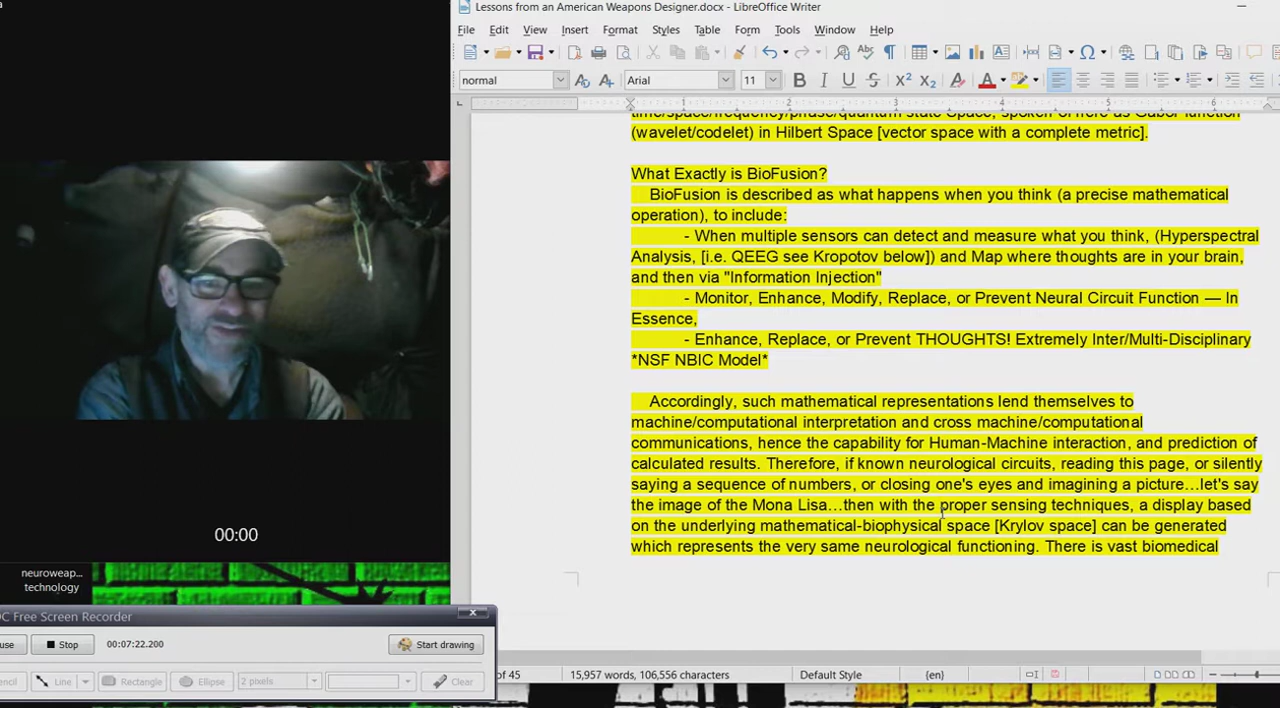 Lessons from an American Weapons Designer.docx - LibreOffice Writer
File Edit View Insert Format Styles Table Form Tools Window Help
normal Arial 11
1 2 3 4 5 6
(wavelet/codelet) in Hilbert Space [vector space with a complete metric].
What Exactly is BioFusion?
BioFusion is described as what happens when you think (a precise mathematical
operation), to include:
- When multiple sensors can detect and measure what you think, (Hyperspectral
Analysis, [i.e. QEEG see Kropotov below]) and Map where thoughts are in your brain,
and then via "Information Injection"
- Monitor, Enhance, Modify, Replace, or Prevent Neural Circuit Function — In
Essence,
- Enhance, Replace, or Prevent THOUGHTS! Extremely Inter/Multi-Disciplinary
*NSF NBIC Model*
Accordingly, such mathematical representations lend themselves to
machine/computational interpretation and cross machine/computational
communications, hence the capability for Human-Machine interaction, and prediction of
calculated results. Therefore, if known neurological circuits, reading this page, or silently
saying a sequence of numbers, or closing one's eyes and imagining a picture…let's say
the image of the Mona Lisa…then with the proper sensing techniques, a display based
on the underlying mathematical-biophysical space [Krylov space] can be generated
which represents the very same neurological functioning. There is vast biomedical
00:00
neuroweap...
technology
C Free Screen Recorder
use Stop 00:07:22.200 Start drawing
encil Line Rectangle Ellipse 2 pixels Clear
of 45 15,957 words, 106,556 characters Default Style (en)